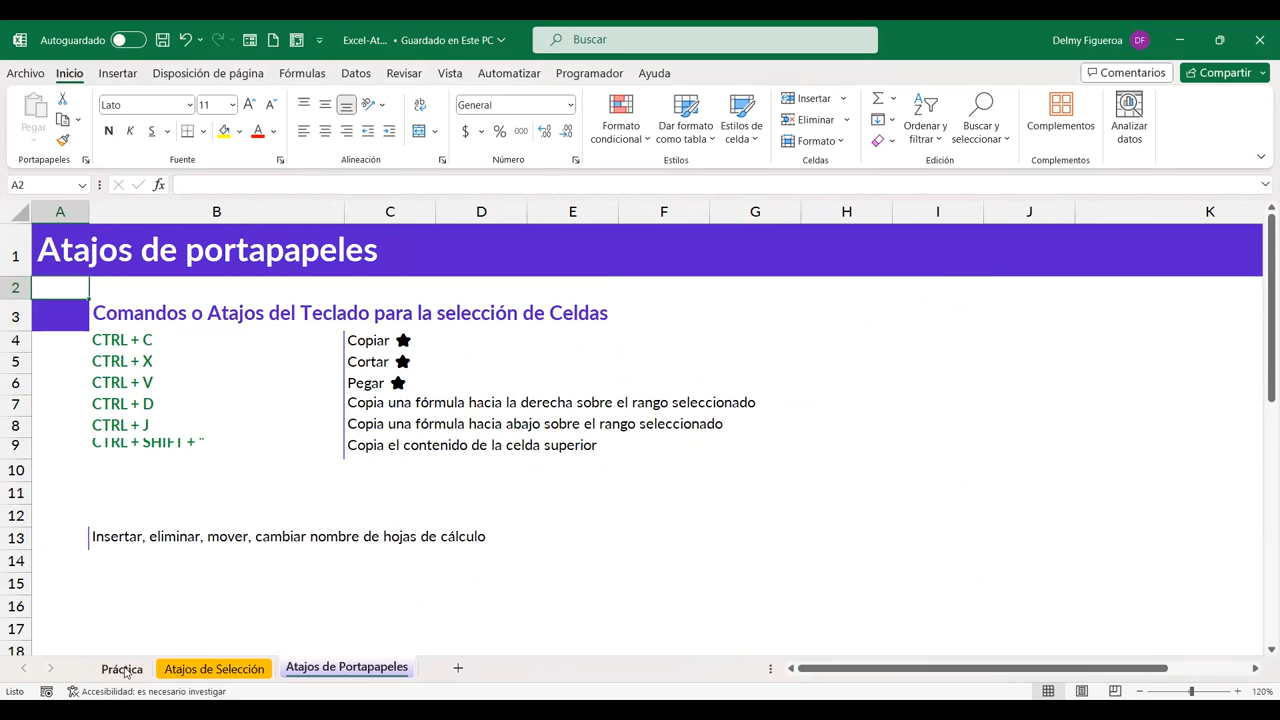 Autoguardado
Excel-At... • Guardado en Este PC
Buscar
Delmy Figueroa
DF
Archivo
Inicio
Insertar
Disposición de página
Fórmulas
Datos
Revisar
Vista
Automatizar
Programador
Ayuda
Comentarios
Compartir
Pegar
Lato
11
N
K
S
General
$
%
000
Formato
condicional
Dar formato
como tabla
Estilos de
celda
Insertar
Eliminar
Formato
Ordenar y
filtrar
Buscar y
seleccionar
Complementos
Analizar
datos
Portapapeles
Fuente
Alineación
Número
Estilos
Celdas
Edición
Complementos
A2
fx
A B C D E F G H I J K
1 Atajos de portapapeles
2
3 Comandos o Atajos del Teclado para la selección de Celdas
4 CTRL + C Copiar
5 CTRL + X Cortar
6 CTRL + V Pegar
7 CTRL + D Copia una fórmula hacia la derecha sobre el rango seleccionado
8 CTRL + J Copia una fórmula hacia abajo sobre el rango seleccionado
9 CTRL + SHIFT + " Copia el contenido de la celda superior
10
11
12
13 Insertar, eliminar, mover, cambiar nombre de hojas de cálculo
14
15
16
17
18
Práctica
Atajos de Selección
Atajos de Portapapeles
Listo
Accesibilidad: es necesario investigar
120%